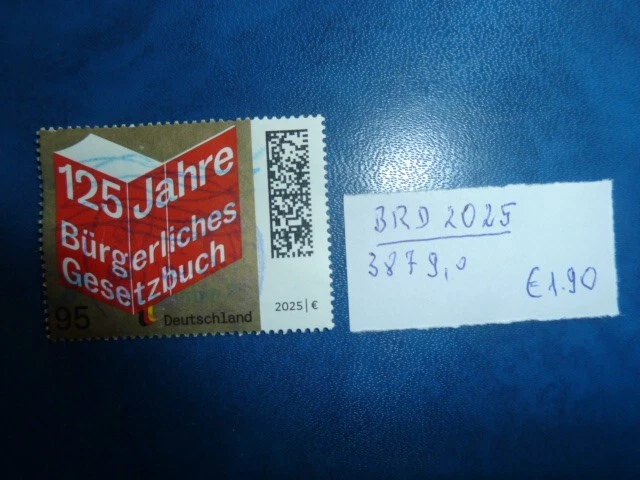 125 Jahre
Bürgerliches
Gesetzbuch
95
Deutschland
2025 | €
BRD 2025
3879,0
€1.90